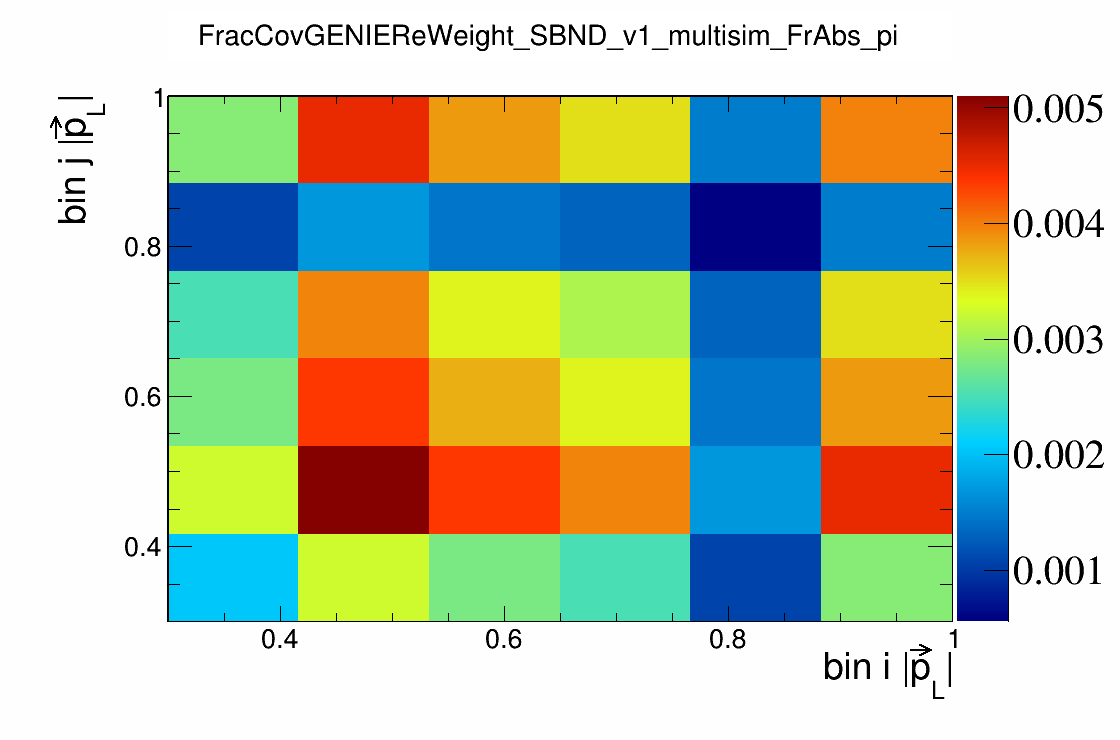 FracCovGENIEReWeight_SBND_v1_multisim_FrAbs_pi
bin j |p⃗_L|
1
0.8
0.6
0.4
0.4 0.6 0.8 1
bin i |p⃗_L|
0.005
0.004
0.003
0.002
0.001